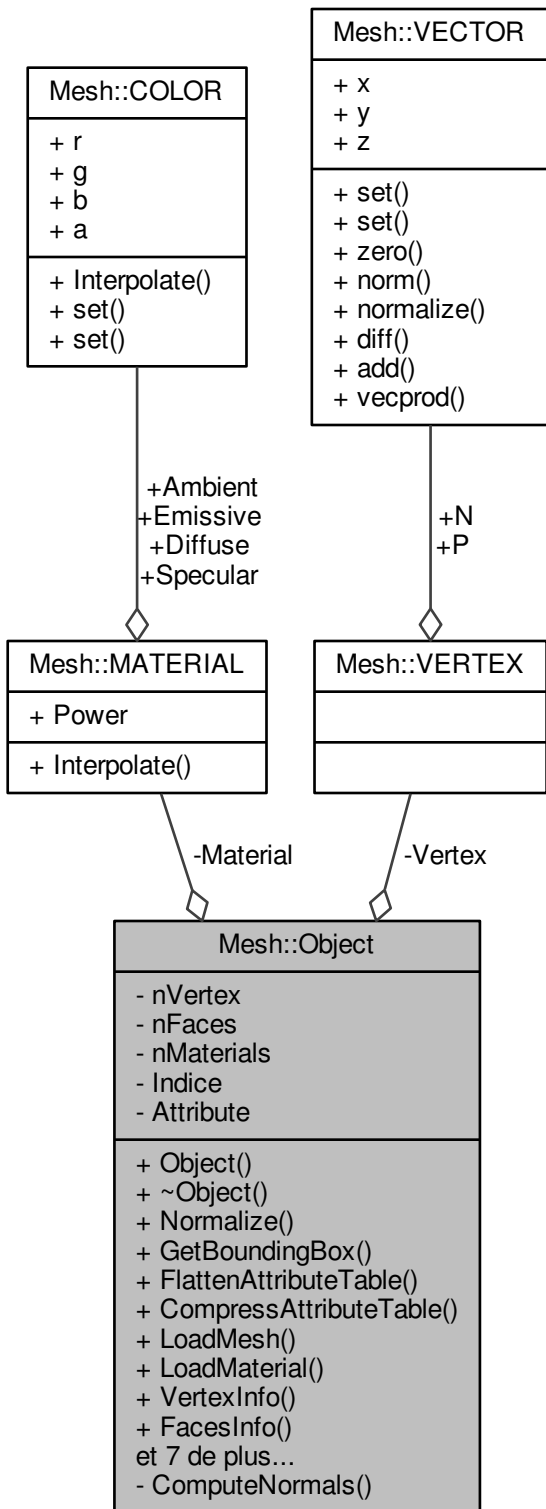 Mesh::COLOR
+ r
+ g
+ b
+ a
+ Interpolate()
+ set()
+ set()
Mesh::VECTOR
+ x
+ y
+ z
+ set()
+ set()
+ zero()
+ norm()
+ normalize()
+ diff()
+ add()
+ vecprod()
+Ambient
+Emissive
+Diffuse
+Specular
+N
+P
Mesh::MATERIAL
+ Power
+ Interpolate()
Mesh::VERTEX
-Material
-Vertex
Mesh::Object
- nVertex
- nFaces
- nMaterials
- Indice
- Attribute
+ Object()
+ ~Object()
+ Normalize()
+ GetBoundingBox()
+ FlattenAttributeTable()
+ CompressAttributeTable()
+ LoadMesh()
+ LoadMaterial()
+ VertexInfo()
+ FacesInfo()
et 7 de plus...
- ComputeNormals()